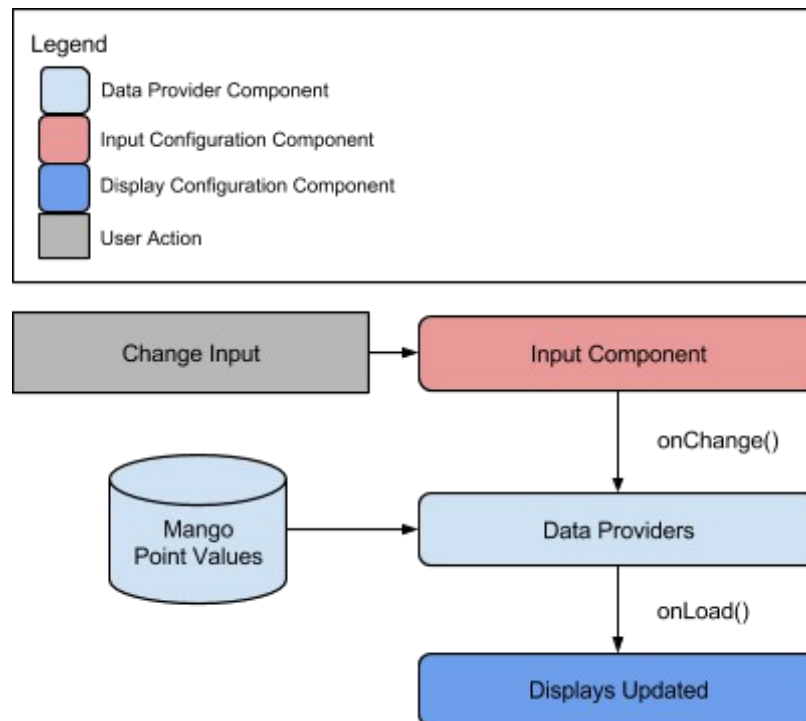 Legend
Data Provider Component
Input Configuration Component
Display Configuration Component
User Action
Change Input
Input Component
onChange()
Mango
Point Values
Data Providers
onLoad()
Displays Updated